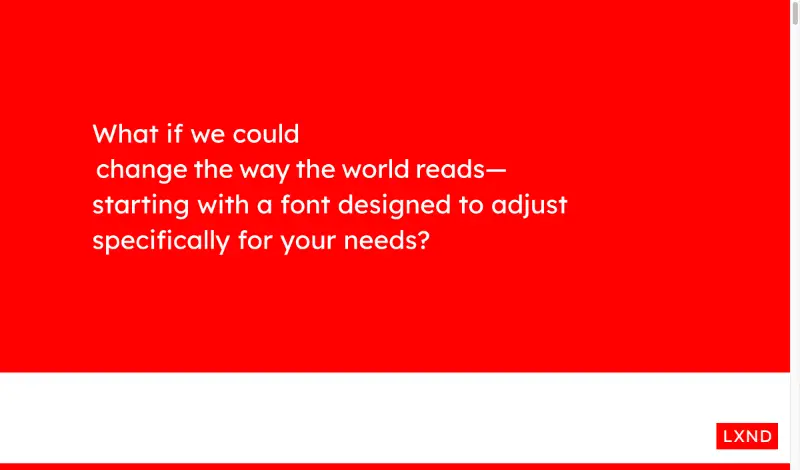 What if we could
change the way the world reads—
starting with a font designed to adjust
specifically for your needs?
LXND